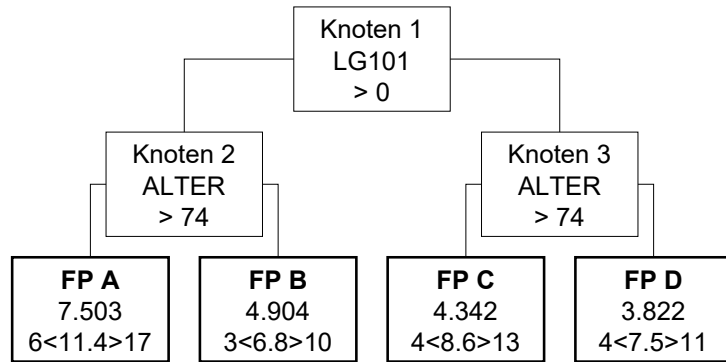 Knoten 1
LG101
> 0
Knoten 2
ALTER
> 74
Knoten 3
ALTER
> 74
FP A
7.503
6<11.4>17
FP B
4.904
3<6.8>10
FP C
4.342
4<8.6>13
FP D
3.822
4<7.5>11